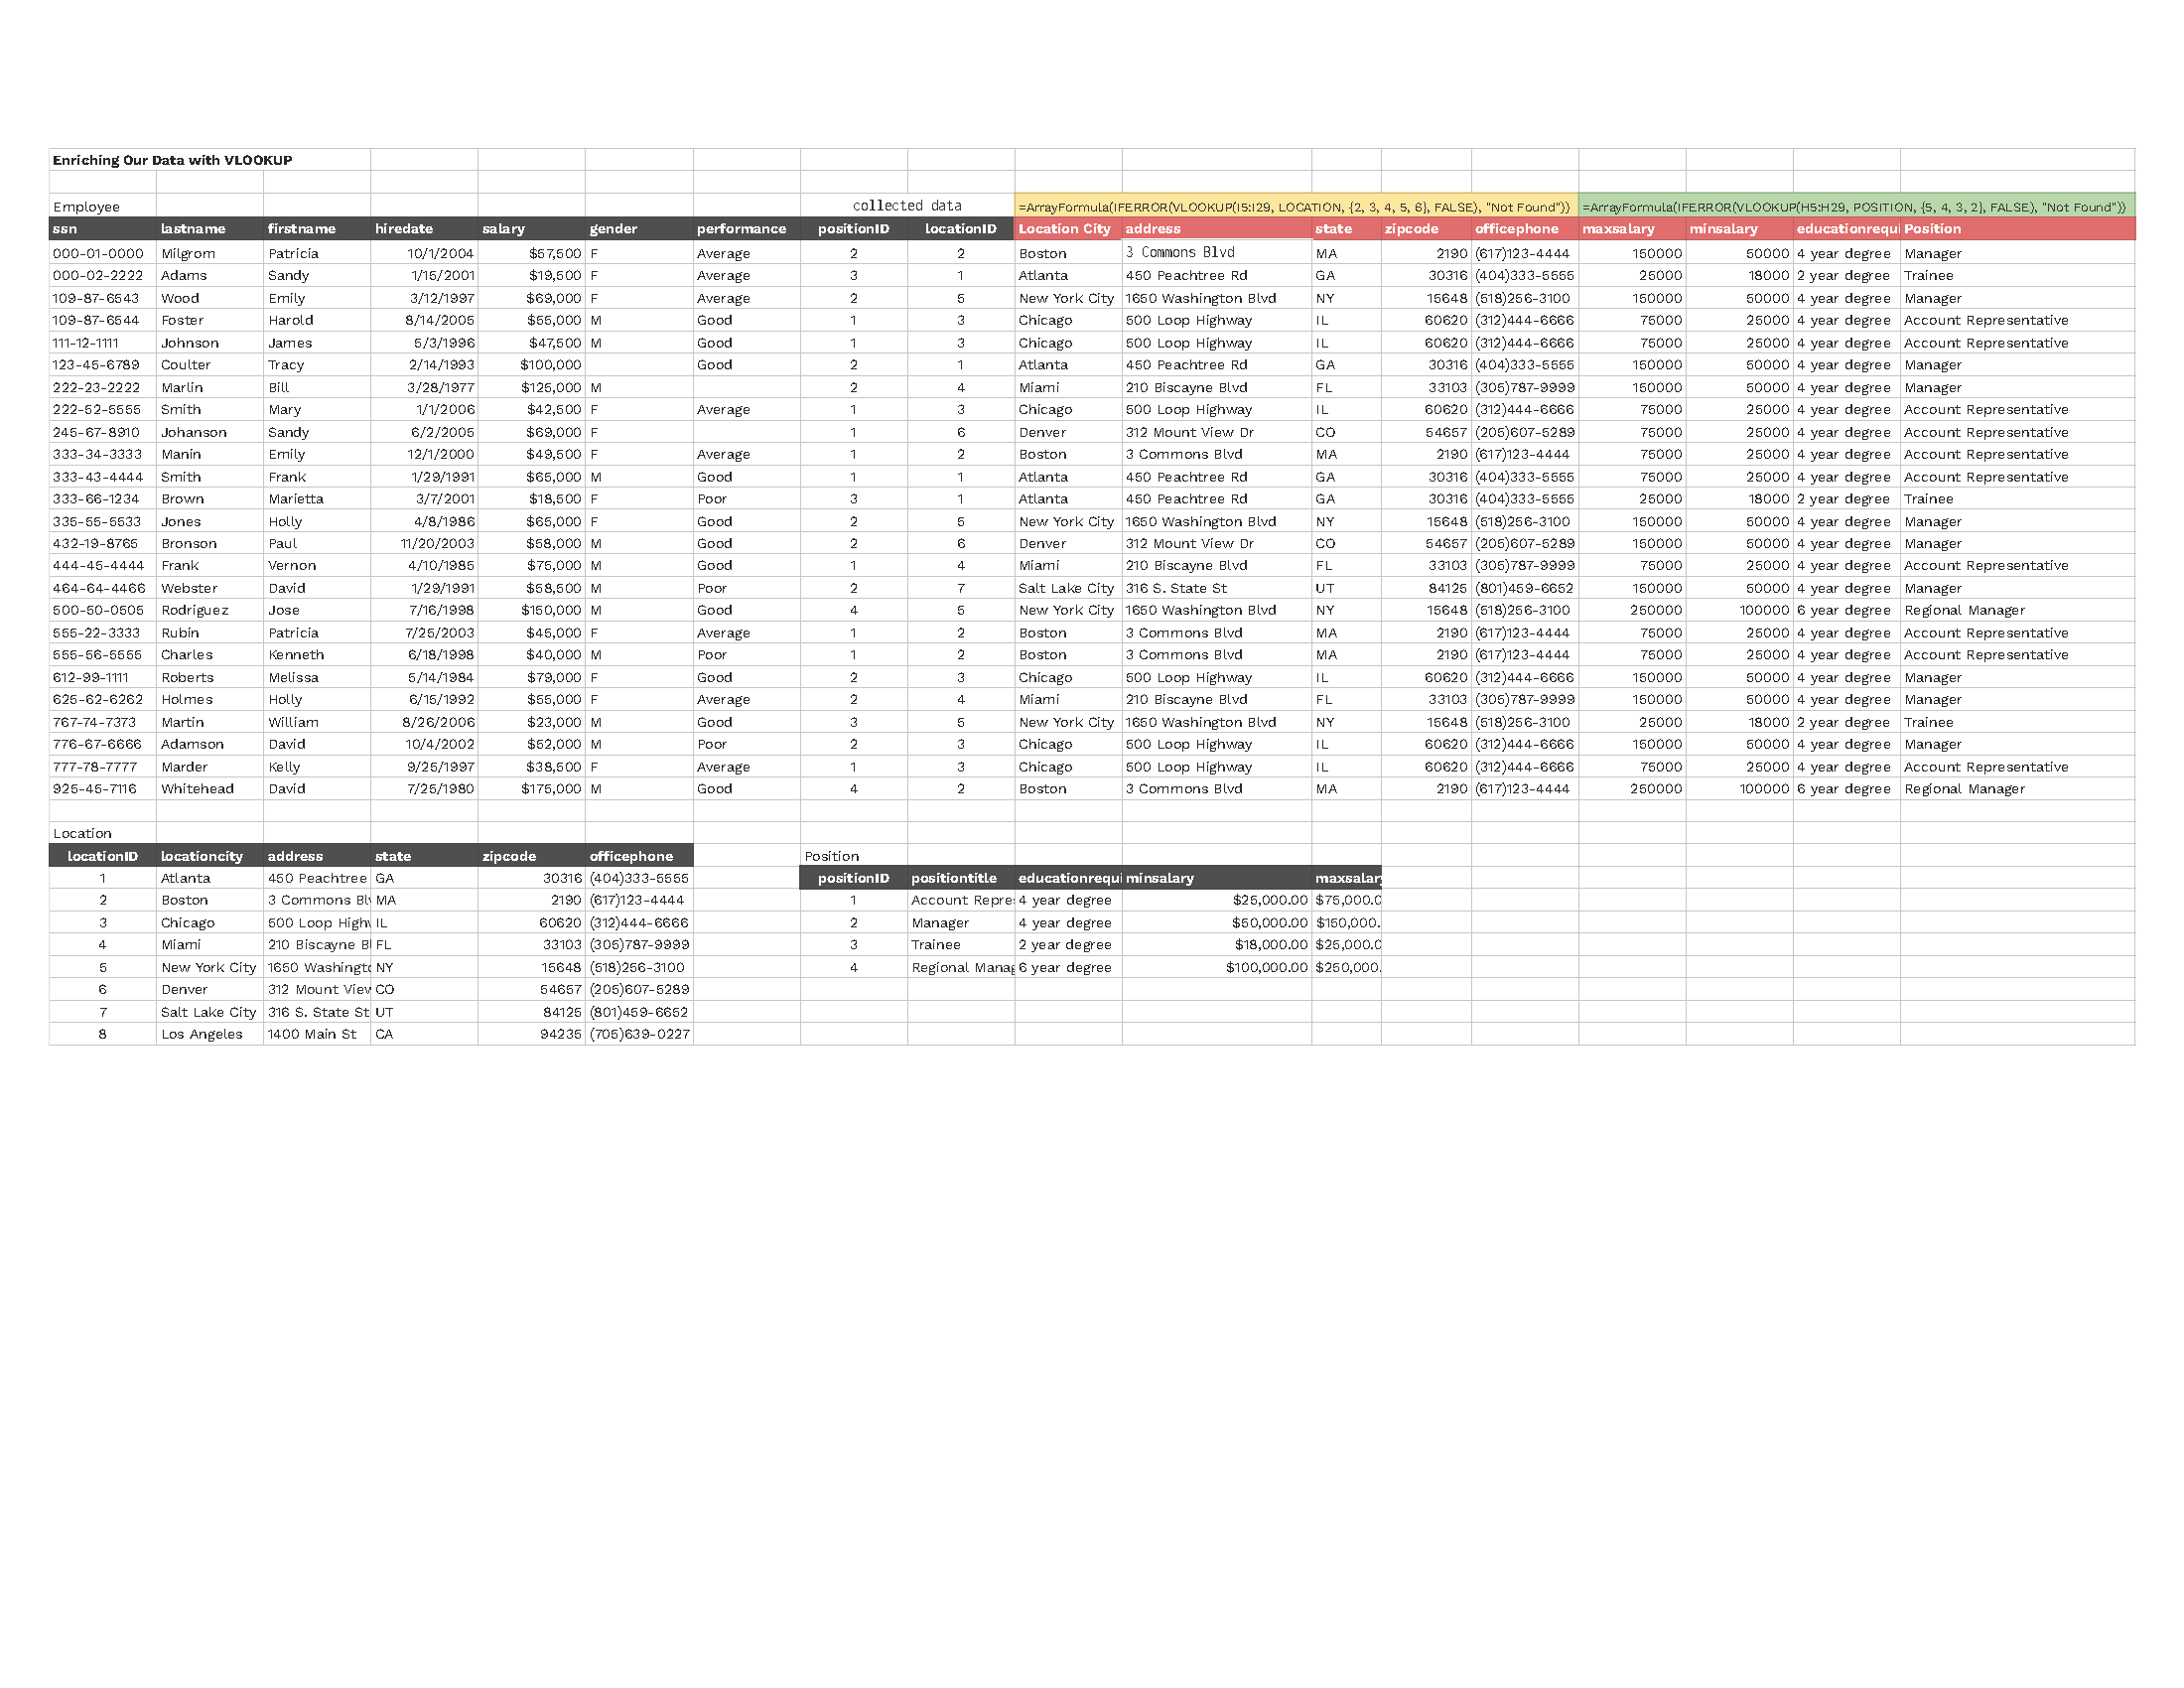 Enriching Our Data with VLOOKUP
Employee collected data =ArrayFormula(IFERROR(VLOOKUP(I5:I29, LOCATION, {2, 3, 4, 5, 6}, FALSE), "Not Found")) =ArrayFormula(IFERROR(VLOOKUP(H5:H29, POSITION, {5, 4, 3, 2}, FALSE), "Not Found"))
ssn lastname firstname hiredate salary gender performance positionID locationID Location City address state zipcode officephone maxsalary minsalary educationrequi Position
000-01-0000 Milgrom Patricia 10/1/2004 $57,500 F Average 2 2 Boston 3 Commons Blvd MA 2190 (617)123-4444 150000 50000 4 year degree Manager
000-02-2222 Adams Sandy 1/15/2001 $19,500 F Average 3 1 Atlanta 450 Peachtree Rd GA 30316 (404)333-5555 25000 18000 2 year degree Trainee
109-87-6543 Wood Emily 3/12/1997 $69,000 F Average 2 5 New York City 1650 Washington Blvd NY 15648 (518)256-3100 150000 50000 4 year degree Manager
109-87-6544 Foster Harold 8/14/2005 $55,000 M Good 1 3 Chicago 500 Loop Highway IL 60620 (312)444-6666 75000 25000 4 year degree Account Representative
111-12-1111 Johnson James 5/3/1996 $47,500 M Good 1 3 Chicago 500 Loop Highway IL 60620 (312)444-6666 75000 25000 4 year degree Account Representative
123-45-6789 Coulter Tracy 2/14/1993 $100,000 Good 2 1 Atlanta 450 Peachtree Rd GA 30316 (404)333-5555 150000 50000 4 year degree Manager
222-23-2222 Marlin Bill 3/28/1977 $125,000 M 2 4 Miami 210 Biscayne Blvd FL 33103 (305)787-9999 150000 50000 4 year degree Manager
222-52-5555 Smith Mary 1/1/2006 $42,500 F Average 1 3 Chicago 500 Loop Highway IL 60620 (312)444-6666 75000 25000 4 year degree Account Representative
245-67-8910 Johanson Sandy 6/2/2005 $69,000 F 1 6 Denver 312 Mount View Dr CO 54657 (205)607-5289 75000 25000 4 year degree Account Representative
333-34-3333 Manin Emily 12/1/2000 $49,500 F Average 1 2 Boston 3 Commons Blvd MA 2190 (617)123-4444 75000 25000 4 year degree Account Representative
333-43-4444 Smith Frank 1/29/1991 $65,000 M Good 1 1 Atlanta 450 Peachtree Rd GA 30316 (404)333-5555 75000 25000 4 year degree Account Representative
333-66-1234 Brown Marietta 3/7/2001 $18,500 F Poor 3 1 Atlanta 450 Peachtree Rd GA 30316 (404)333-5555 25000 18000 2 year degree Trainee
335-55-5533 Jones Holly 4/8/1986 $65,000 F Good 2 5 New York City 1650 Washington Blvd NY 15648 (518)256-3100 150000 50000 4 year degree Manager
432-19-8765 Bronson Paul 11/20/2003 $58,000 M Good 2 6 Denver 312 Mount View Dr CO 54657 (205)607-5289 150000 50000 4 year degree Manager
444-45-4444 Frank Vernon 4/10/1985 $75,000 M Good 1 4 Miami 210 Biscayne Blvd FL 33103 (305)787-9999 75000 25000 4 year degree Account Representative
464-64-4466 Webster David 1/29/1991 $58,500 M Poor 2 7 Salt Lake City 316 S. State St UT 84125 (801)459-6652 150000 50000 4 year degree Manager
500-50-0505 Rodriguez Jose 7/16/1998 $150,000 M Good 4 5 New York City 1650 Washington Blvd NY 15648 (518)256-3100 250000 100000 6 year degree Regional Manager
555-22-3333 Rubin Patricia 7/25/2003 $45,000 F Average 1 2 Boston 3 Commons Blvd MA 2190 (617)123-4444 75000 25000 4 year degree Account Representative
555-56-5555 Charles Kenneth 6/18/1998 $40,000 M Poor 1 2 Boston 3 Commons Blvd MA 2190 (617)123-4444 75000 25000 4 year degree Account Representative
612-99-1111 Roberts Melissa 5/14/1984 $79,000 F Good 2 3 Chicago 500 Loop Highway IL 60620 (312)444-6666 150000 50000 4 year degree Manager
625-62-6262 Holmes Holly 6/15/1992 $55,000 F Average 2 4 Miami 210 Biscayne Blvd FL 33103 (305)787-9999 150000 50000 4 year degree Manager
767-74-7373 Martin William 8/26/2006 $23,000 M Good 3 5 New York City 1650 Washington Blvd NY 15648 (518)256-3100 25000 18000 2 year degree Trainee
776-67-6666 Adamson David 10/4/2002 $52,000 M Poor 2 3 Chicago 500 Loop Highway IL 60620 (312)444-6666 150000 50000 4 year degree Manager
777-78-7777 Marder Kelly 9/25/1997 $38,500 F Average 1 3 Chicago 500 Loop Highway IL 60620 (312)444-6666 75000 25000 4 year degree Account Representative
925-45-7116 Whitehead David 7/25/1980 $175,000 M Good 4 2 Boston 3 Commons Blvd MA 2190 (617)123-4444 250000 100000 6 year degree Regional Manager
Location
locationID locationcity address state zipcode officephone Position
1 Atlanta 450 Peachtree GA 30316 (404)333-5555 positionID positiontitle educationrequi minsalary maxsalary
2 Boston 3 Commons Blv MA 2190 (617)123-4444 1 Account Repre 4 year degree $25,000.00 $75,000.0
3 Chicago 500 Loop High IL 60620 (312)444-6666 2 Manager 4 year degree $50,000.00 $150,000.
4 Miami 210 Biscayne Bl FL 33103 (305)787-9999 3 Trainee 2 year degree $18,000.00 $25,000.0
5 New York City 1650 Washingt NY 15648 (518)256-3100 4 Regional Manag 6 year degree $100,000.00 $250,000.
6 Denver 312 Mount View CO 54657 (205)607-5289
7 Salt Lake City 316 S. State St UT 84125 (801)459-6652
8 Los Angeles 1400 Main St CA 94235 (705)639-0227